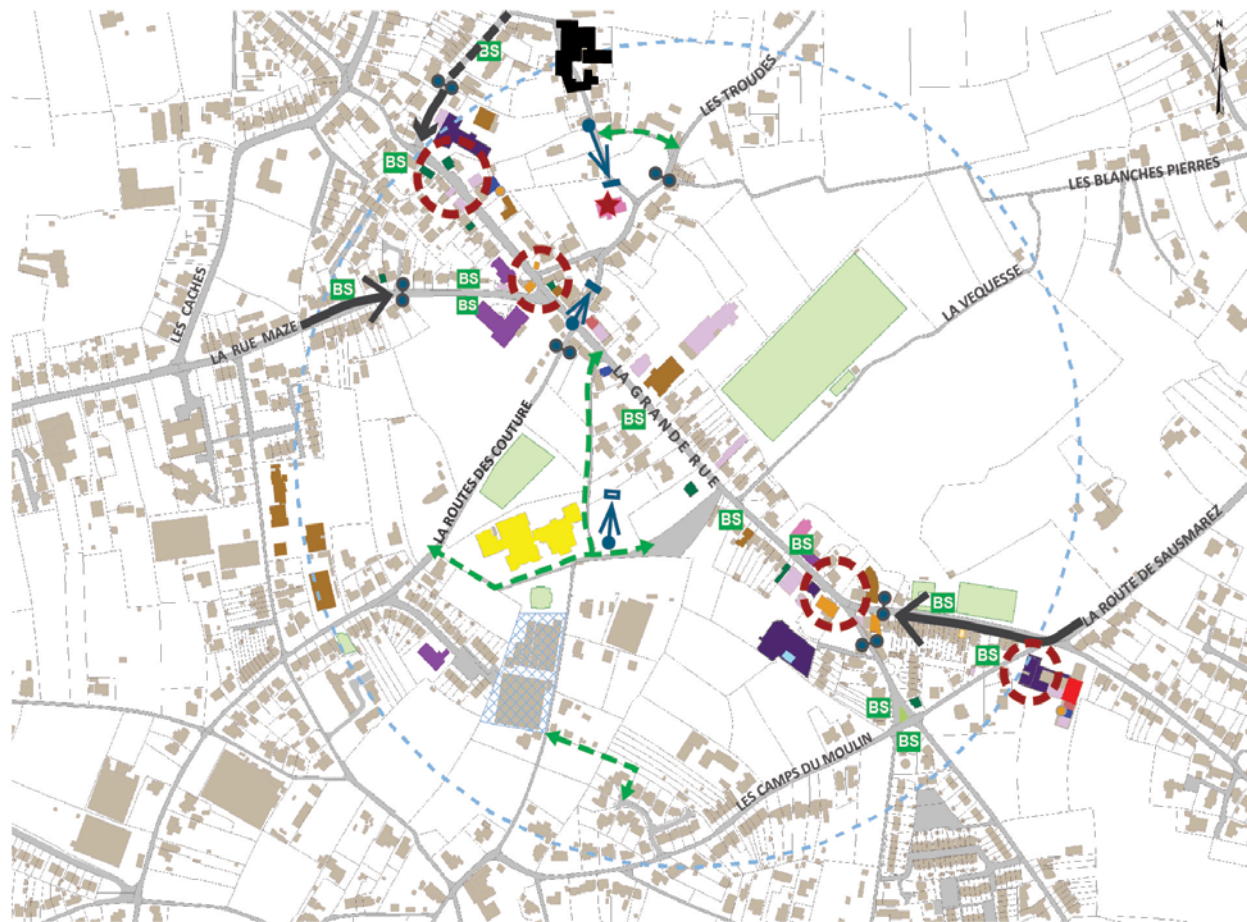 N
BS
LES TROUDES
BS
LES BLANCHES PIERRES
LES CACHES
BS
BS
BS
LA VEQUESSE
LA RUE MAZE
LA GRANDE RUE
BS
LA ROUTES DES COUTURE
BS
BS
LA ROUTE DE SAUSMAREZ
BS
BS
BS
BS
LES CAMPS DU MOULIN